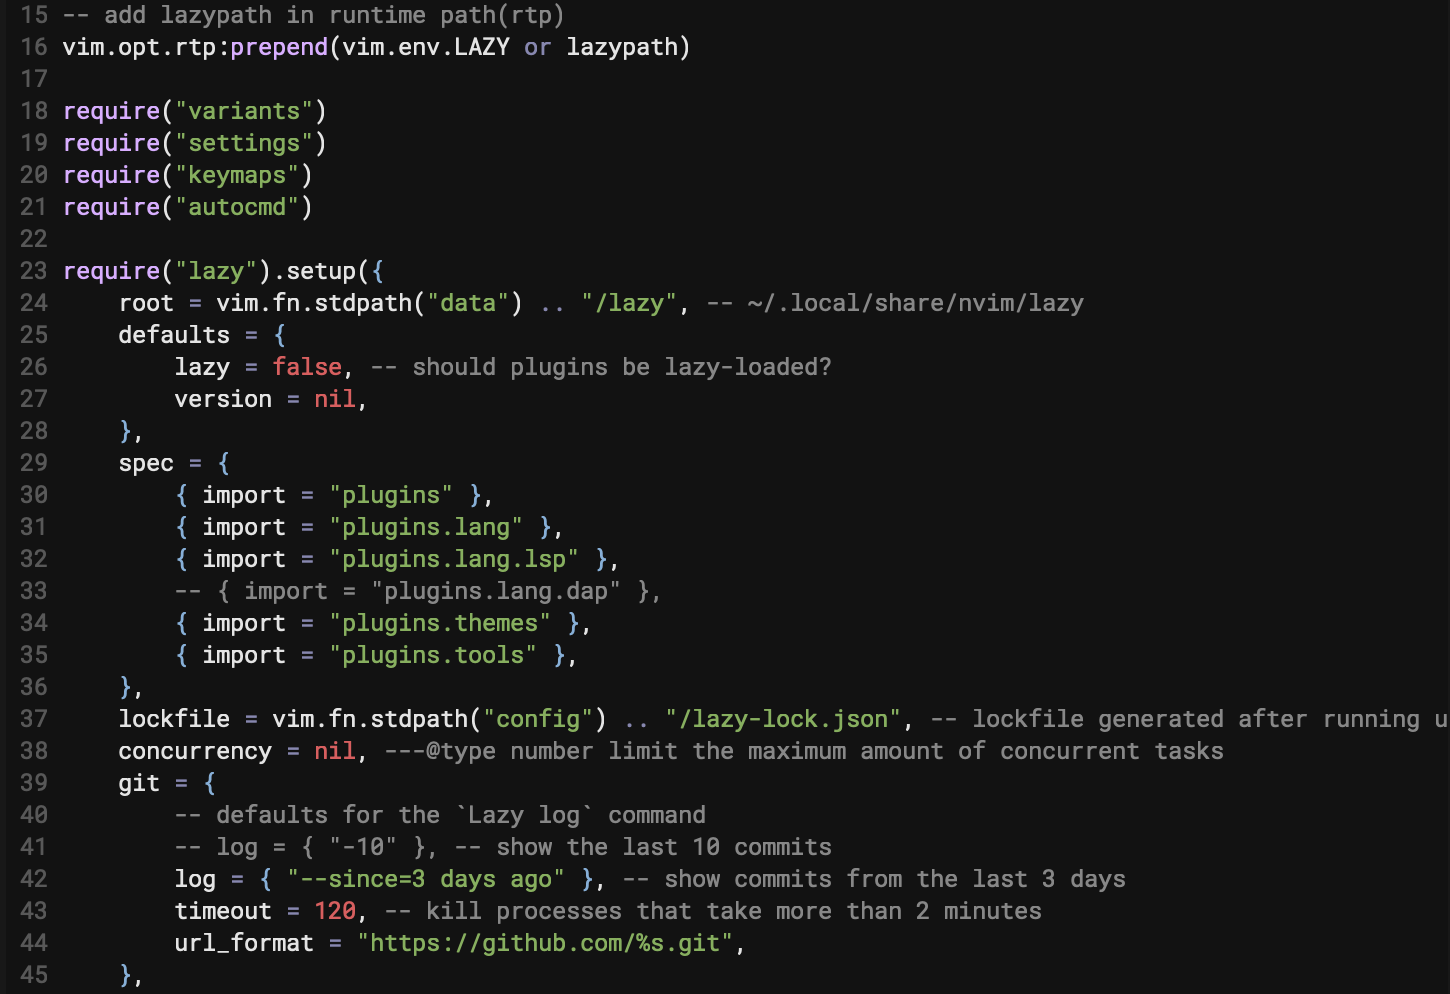 15 -- add lazypath in runtime path(rtp)
16 vim.opt.rtp:prepend(vim.env.LAZY or lazypath)
17
18 require("variants")
19 require("settings")
20 require("keymaps")
21 require("autocmd")
22
23 require("lazy").setup({
24     root = vim.fn.stdpath("data") .. "/lazy", -- ~/.local/share/nvim/lazy
25     defaults = {
26         lazy = false, -- should plugins be lazy-loaded?
27         version = nil,
28     },
29     spec = {
30         { import = "plugins" },
31         { import = "plugins.lang" },
32         { import = "plugins.lang.lsp" },
33         -- { import = "plugins.lang.dap" },
34         { import = "plugins.themes" },
35         { import = "plugins.tools" },
36     },
37     lockfile = vim.fn.stdpath("config") .. "/lazy-lock.json", -- lockfile generated after running u
38     concurrency = nil, ---@type number limit the maximum amount of concurrent tasks
39     git = {
40         -- defaults for the `Lazy log` command
41         -- log = { "-10" }, -- show the last 10 commits
42         log = { "--since=3 days ago" }, -- show commits from the last 3 days
43         timeout = 120, -- kill processes that take more than 2 minutes
44         url_format = "https://github.com/%s.git",
45     },